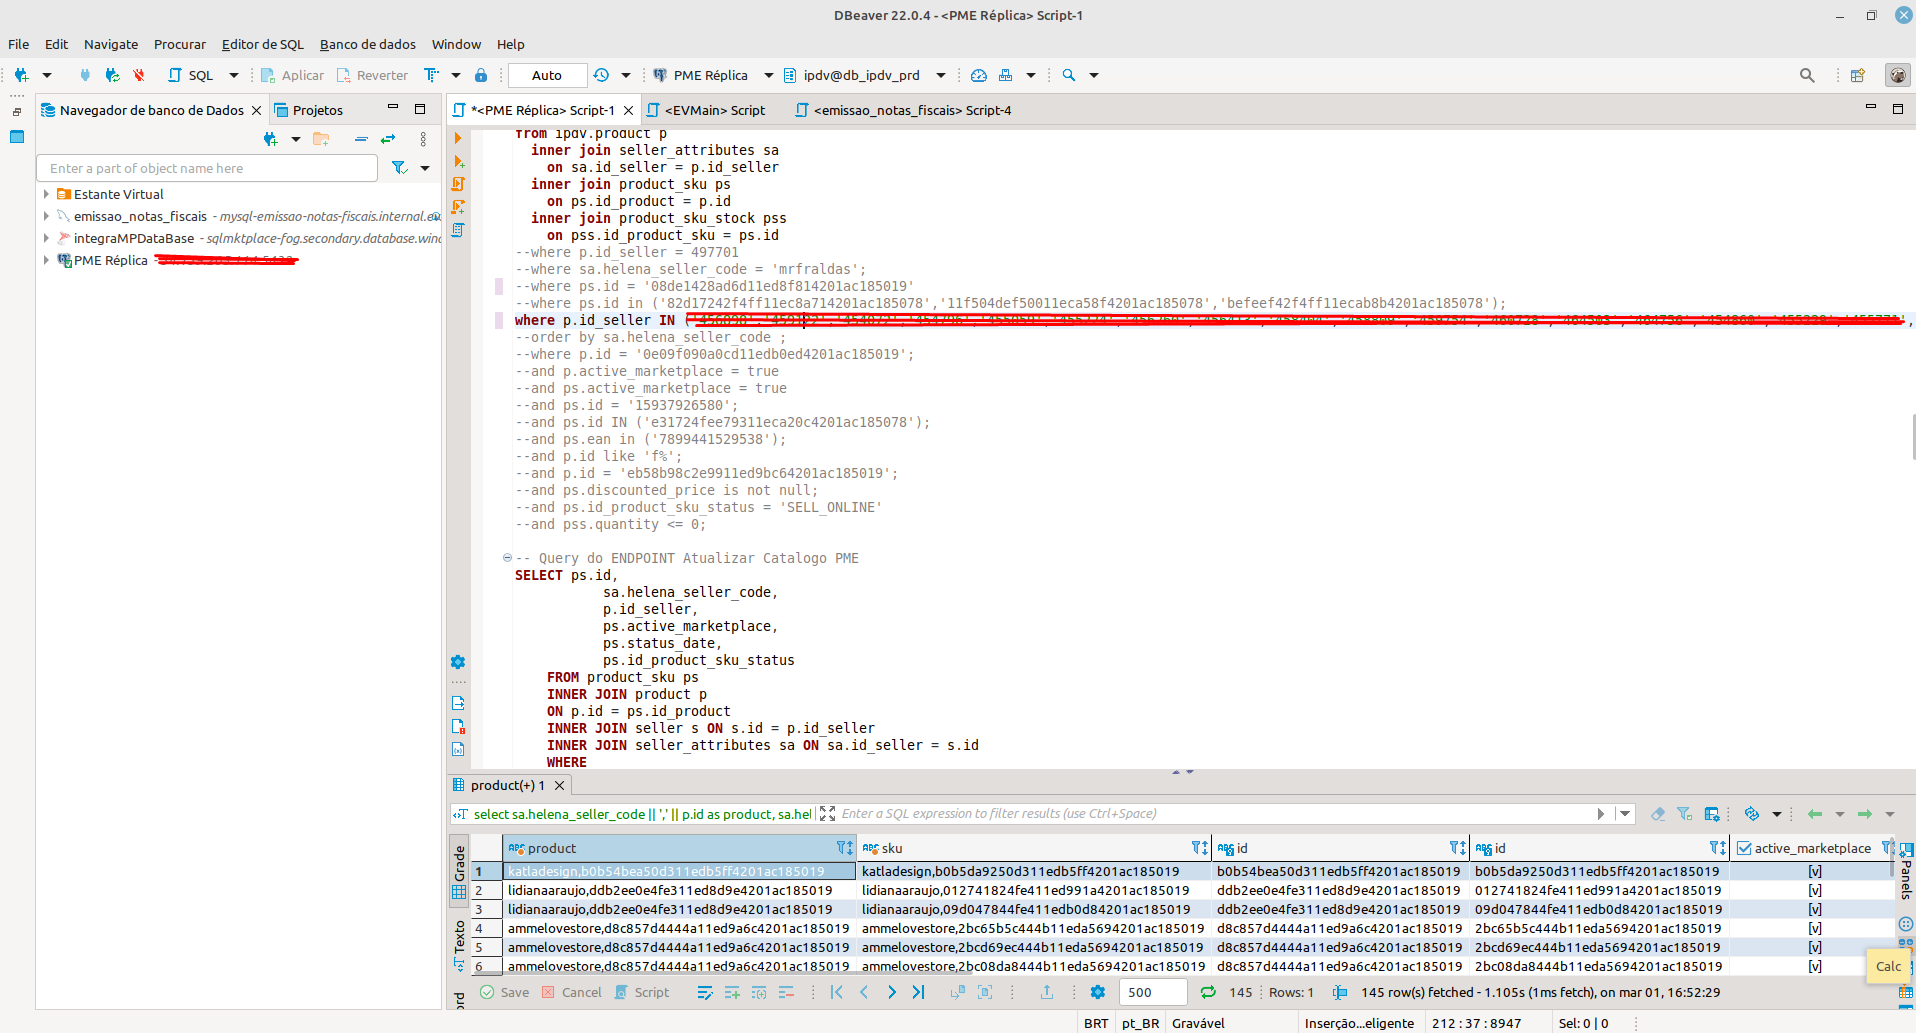 DBeaver 22.0.4 - <PME Réplica> Script-1
File Edit Navigate Procurar Editor de SQL Banco de dados Window Help
SQL Aplicar Reverter Auto PME Réplica ipdv@db_ipdv_prd
Navegador de banco de Dados Projetos
Enter a part of object name here
Estante Virtual
emissao_notas_fiscais - mysql-emissao-notas-fiscais.internal.ev
integraMPDataBase - sqlmktplace-fog.secondary.database.wind
PME Réplica
*<PME Réplica> Script-1 <EVMain> Script <emissao_notas_fiscais> Script-4
from ipdv.product p
inner join seller_attributes sa
on sa.id_seller = p.id_seller
inner join product_sku ps
on ps.id_product = p.id
inner join product_sku_stock pss
on pss.id_product_sku = ps.id
--where p.id_seller = 497701
--where sa.helena_seller_code = 'mrfraldas';
--where ps.id = '08de1428ad6d11ed8f814201ac185019'
--where ps.id in ('82d17242f4ff11ec8a714201ac185078','11f504def50011eca58f4201ac185078','befeef42f4ff11ecab8b4201ac185078');
where p.id_seller IN (
--order by sa.helena_seller_code ;
--where p.id = '0e09f090a0cd11edb0ed4201ac185019';
--and p.active_marketplace = true
--and ps.active_marketplace = true
--and ps.id = '15937926580';
--and ps.id IN ('e31724fee79311eca20c4201ac185078');
--and ps.ean in ('7899441529538');
--and p.id like 'f%';
--and p.id = 'eb58b98c2e9911ed9bc64201ac185019';
--and ps.discounted_price is not null;
--and ps.id_product_sku_status = 'SELL_ONLINE'
--and pss.quantity <= 0;
-- Query do ENDPOINT Atualizar Catalogo PME
SELECT ps.id,
sa.helena_seller_code,
p.id_seller,
ps.active_marketplace,
ps.status_date,
ps.id_product_sku_status
FROM product_sku ps
INNER JOIN product p
ON p.id = ps.id_product
INNER JOIN seller s ON s.id = p.id_seller
INNER JOIN seller_attributes sa ON sa.id_seller = s.id
WHERE
product(+) 1
select sa.helena_seller_code || ',' || p.id as product, sa.hel Enter a SQL expression to filter results (use Ctrl+Space)
product sku id id active_marketplace
1 katladesign,b0b54bea50d311edb5ff4201ac185019 katladesign,b0b5da9250d311edb5ff4201ac185019 b0b54bea50d311edb5ff4201ac185019 b0b5da9250d311edb5ff4201ac185019 [v]
2 lidianaaraujo,ddb2ee0e4fe311ed8d9e4201ac185019 lidianaaraujo,012741824fe411ed991a4201ac185019 ddb2ee0e4fe311ed8d9e4201ac185019 012741824fe411ed991a4201ac185019 [v]
3 lidianaaraujo,ddb2ee0e4fe311ed8d9e4201ac185019 lidianaaraujo,09d047844fe411edb0d84201ac185019 ddb2ee0e4fe311ed8d9e4201ac185019 09d047844fe411edb0d84201ac185019 [v]
4 ammelovestore,d8c857d4444a11ed9a6c4201ac185019 ammelovestore,2bc65b5c444b11eda5694201ac185019 d8c857d4444a11ed9a6c4201ac185019 2bc65b5c444b11eda5694201ac185019 [v]
5 ammelovestore,d8c857d4444a11ed9a6c4201ac185019 ammelovestore,2bcd69ec444b11eda5694201ac185019 d8c857d4444a11ed9a6c4201ac185019 2bcd69ec444b11eda5694201ac185019 [v]
6 ammelovestore,d8c857d4444a11ed9a6c4201ac185019 ammelovestore,2bc08da8444b11eda5694201ac185019 d8c857d4444a11ed9a6c4201ac185019 2bc08da8444b11eda5694201ac185019 [v]
Grade
Texto
ord
Panels
Calc
Save Cancel Script 500 145 Rows: 1 145 row(s) fetched - 1.105s (1ms fetch), on mar 01, 16:52:29
BRT pt_BR Gravável Inserção...eligente 212 : 37 : 8947 Sel: 0 | 0